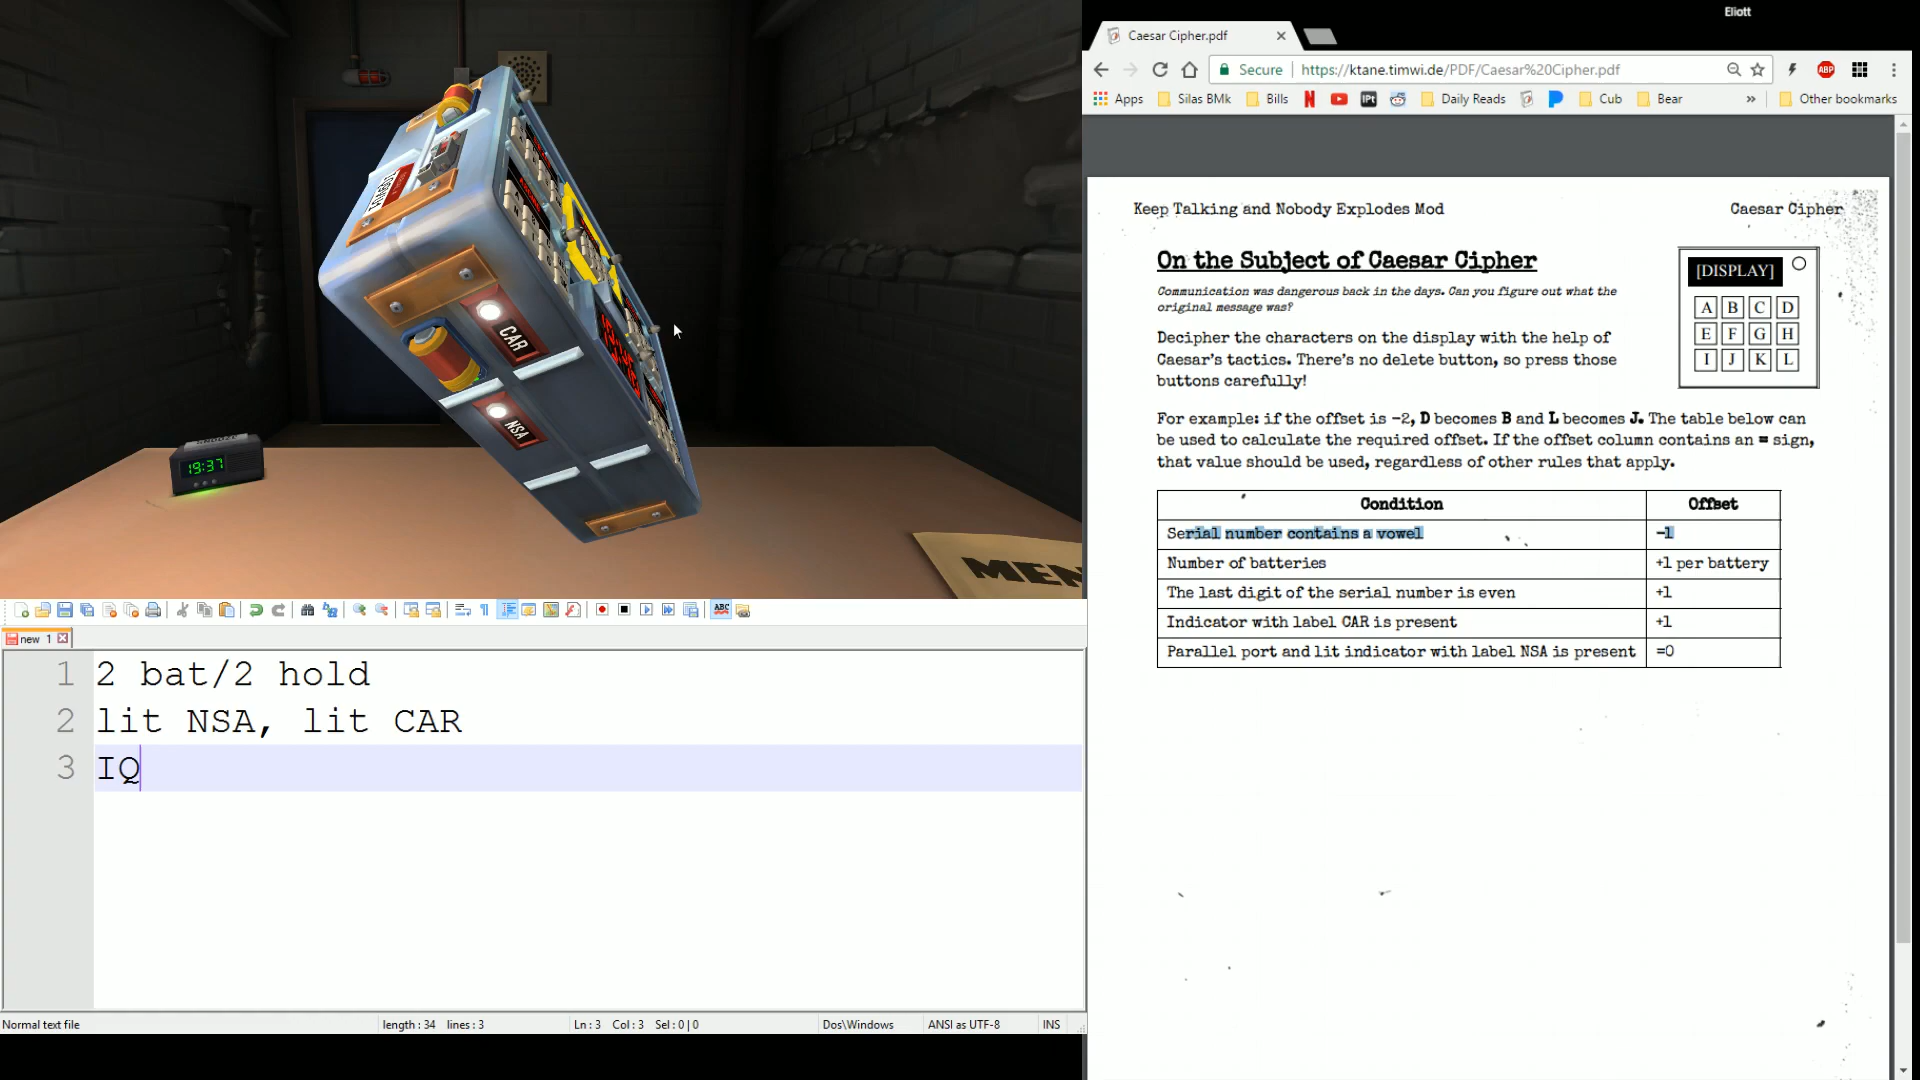 Eliott
Caesar Cipher.pdf
Secure
https://ktane.timwi.de/PDF/Caesar%20Cipher.pdf
ABP
Apps
Silas BMk
Bills
Daily Reads
Cub
Bear
»
Other bookmarks
Keep Talking and Nobody Explodes Mod
Caesar Cipher
On the Subject of Caesar Cipher
Communication was dangerous back in the days. Can you figure out what the
original message was?
Decipher the characters on the display with the help of
Caesar's tactics. There's no delete button, so press those
buttons carefully!
[DISPLAY]
A B C D
E F G H
I J K L
For example: if the offset is -2, D becomes B and L becomes J. The table below can
be used to calculate the required offset. If the offset column contains an = sign,
that value should be used, regardless of other rules that apply.
Condition Offset
Serial number contains a vowel -1
Number of batteries +1 per battery
The last digit of the serial number is even +1
Indicator with label CAR is present +1
Parallel port and lit indicator with label NSA is present =0
CAR
NSA
SNOOZE
19:37
MEN
new 1
1 2 bat/2 hold
2 lit NSA, lit CAR
3 IQ
Normal text file
length : 34 lines : 3
Ln : 3 Col : 3 Sel : 0 | 0
Dos\Windows
ANSI as UTF-8
INS